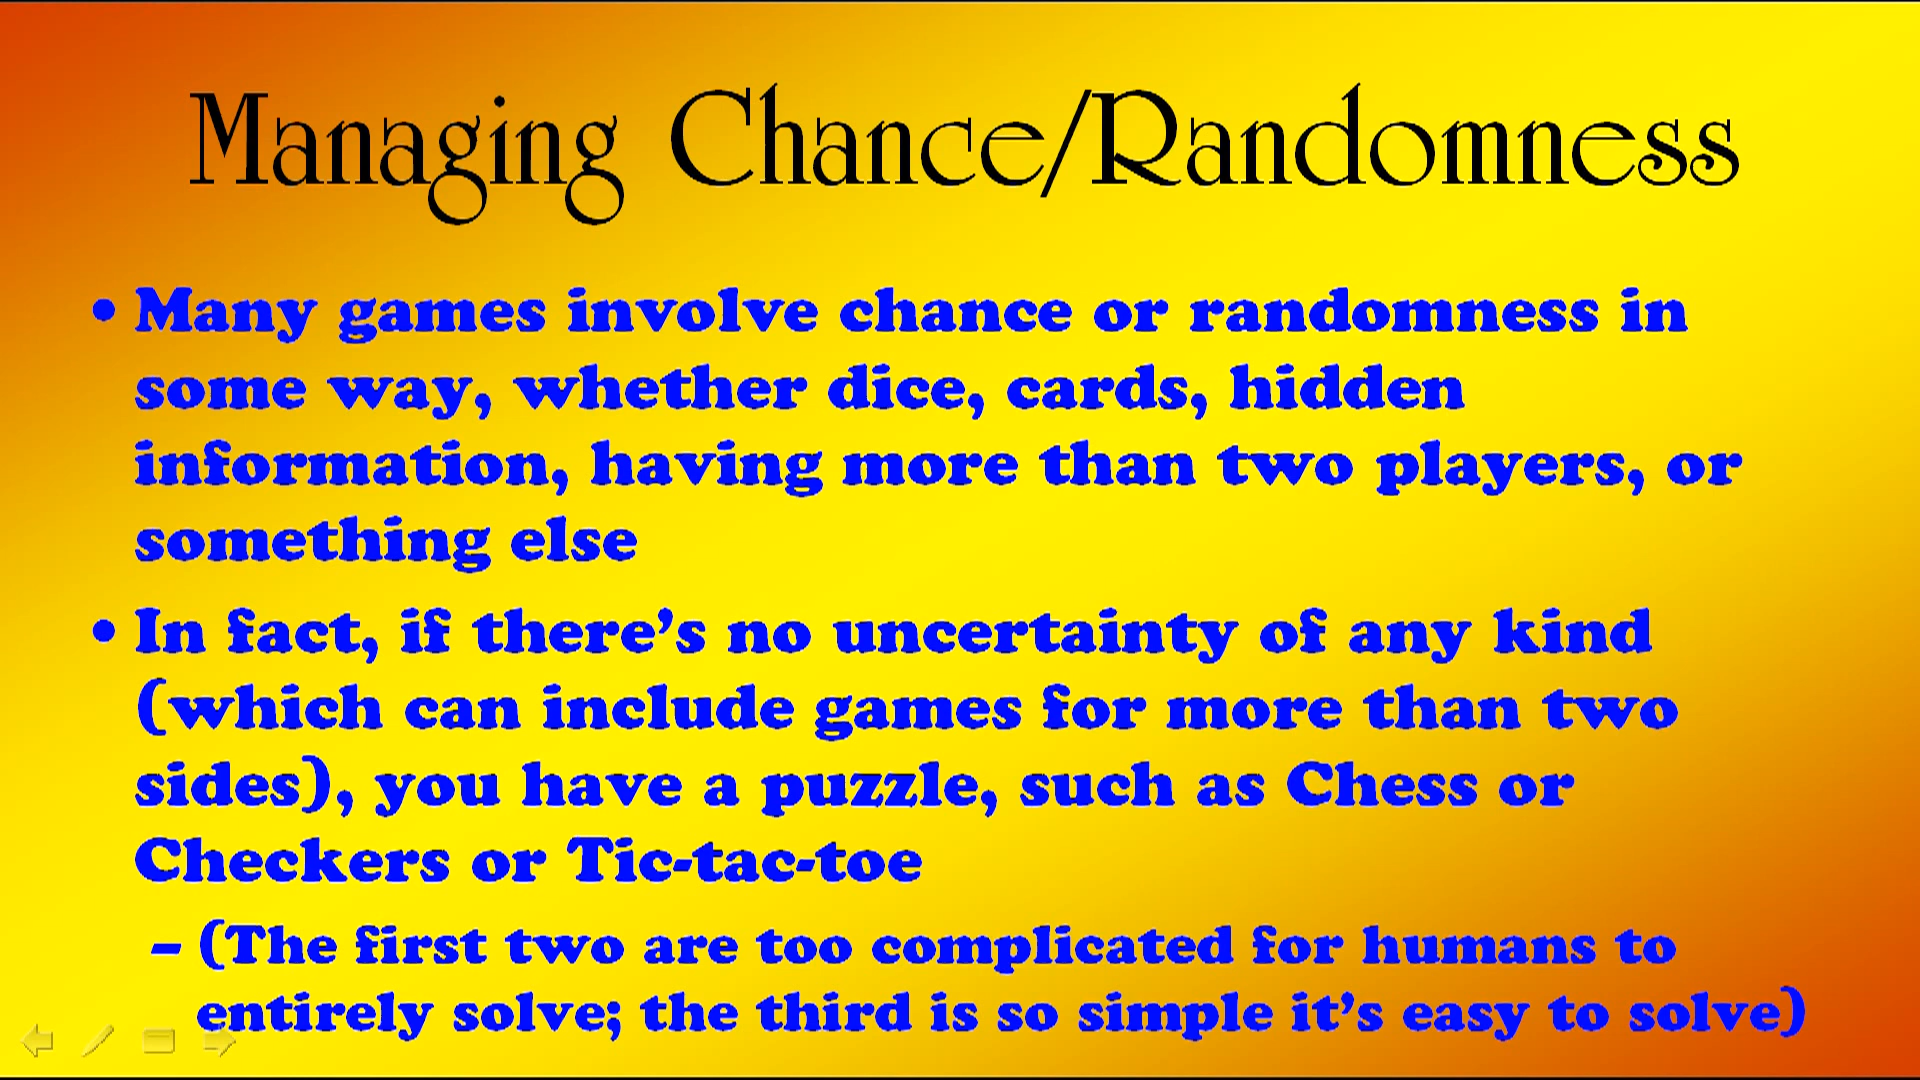 Managing Chance/Randomness
• Many games involve chance or randomness in
some way, whether dice, cards, hidden
information, having more than two players, or
something else
• In fact, if there’s no uncertainty of any kind
(which can include games for more than two
sides), you have a puzzle, such as Chess or
Checkers or Tic-tac-toe
– (The first two are too complicated for humans to
entirely solve; the third is so simple it’s easy to solve)